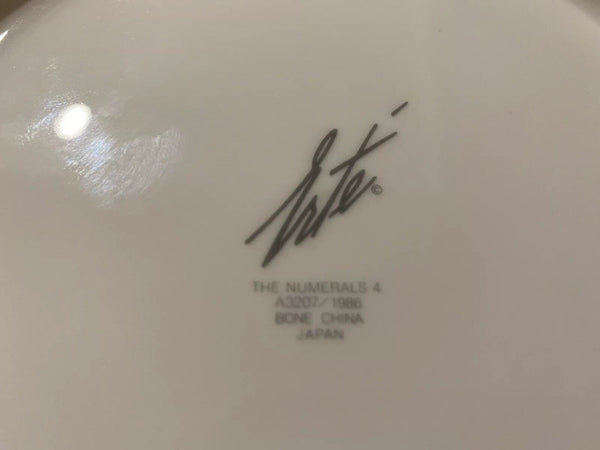 Erté ©
THE NUMERALS 4
A3207/1986
BONE CHINA
JAPAN